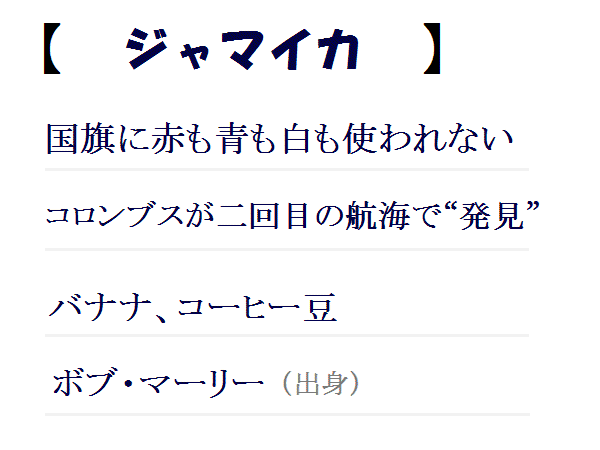 【 ジャマイカ 】
国旗に赤も青も白も使われない
コロンブスが二回目の航海で“発見”
バナナ、コーヒー豆
ボブ・マーリー（出身）